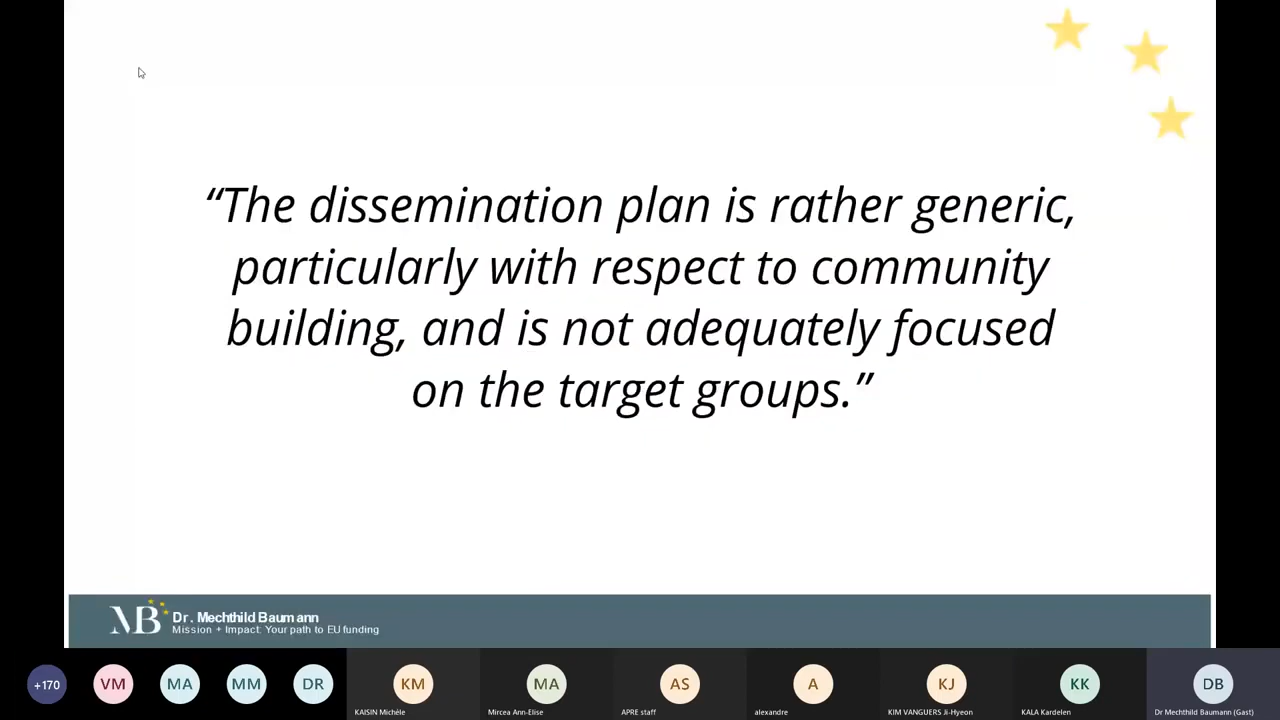 “The dissemination plan is rather generic,
particularly with respect to community
building, and is not adequately focused
on the target groups.”
MB
Dr. Mechthild Baumann
Mission + Impact: Your path to EU funding
+170
VM
MA
MM
DR
KM
MA
AS
A
KJ
KK
DB
KAISIN Michèle
Mircea Ann-Elise
APRE staff
alexandre
KIM VANGUERS Ji-Hyeon
KALA Kardelen
Dr Mechthild Baumann (Gast)